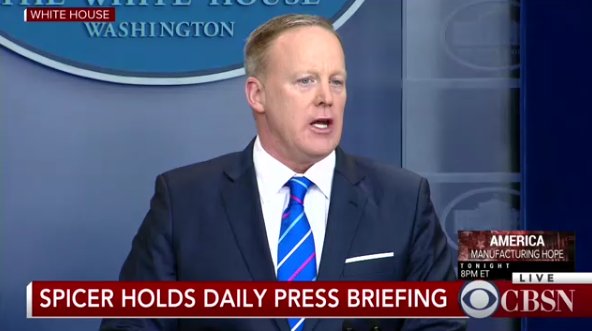 WHITE HOUSE
THE WHITE HOUSE
WASHINGTON
AMERICA
MANUFACTURING HOPE
TONIGHT
8PM ET
LIVE
SPICER HOLDS DAILY PRESS BRIEFING
CBSN